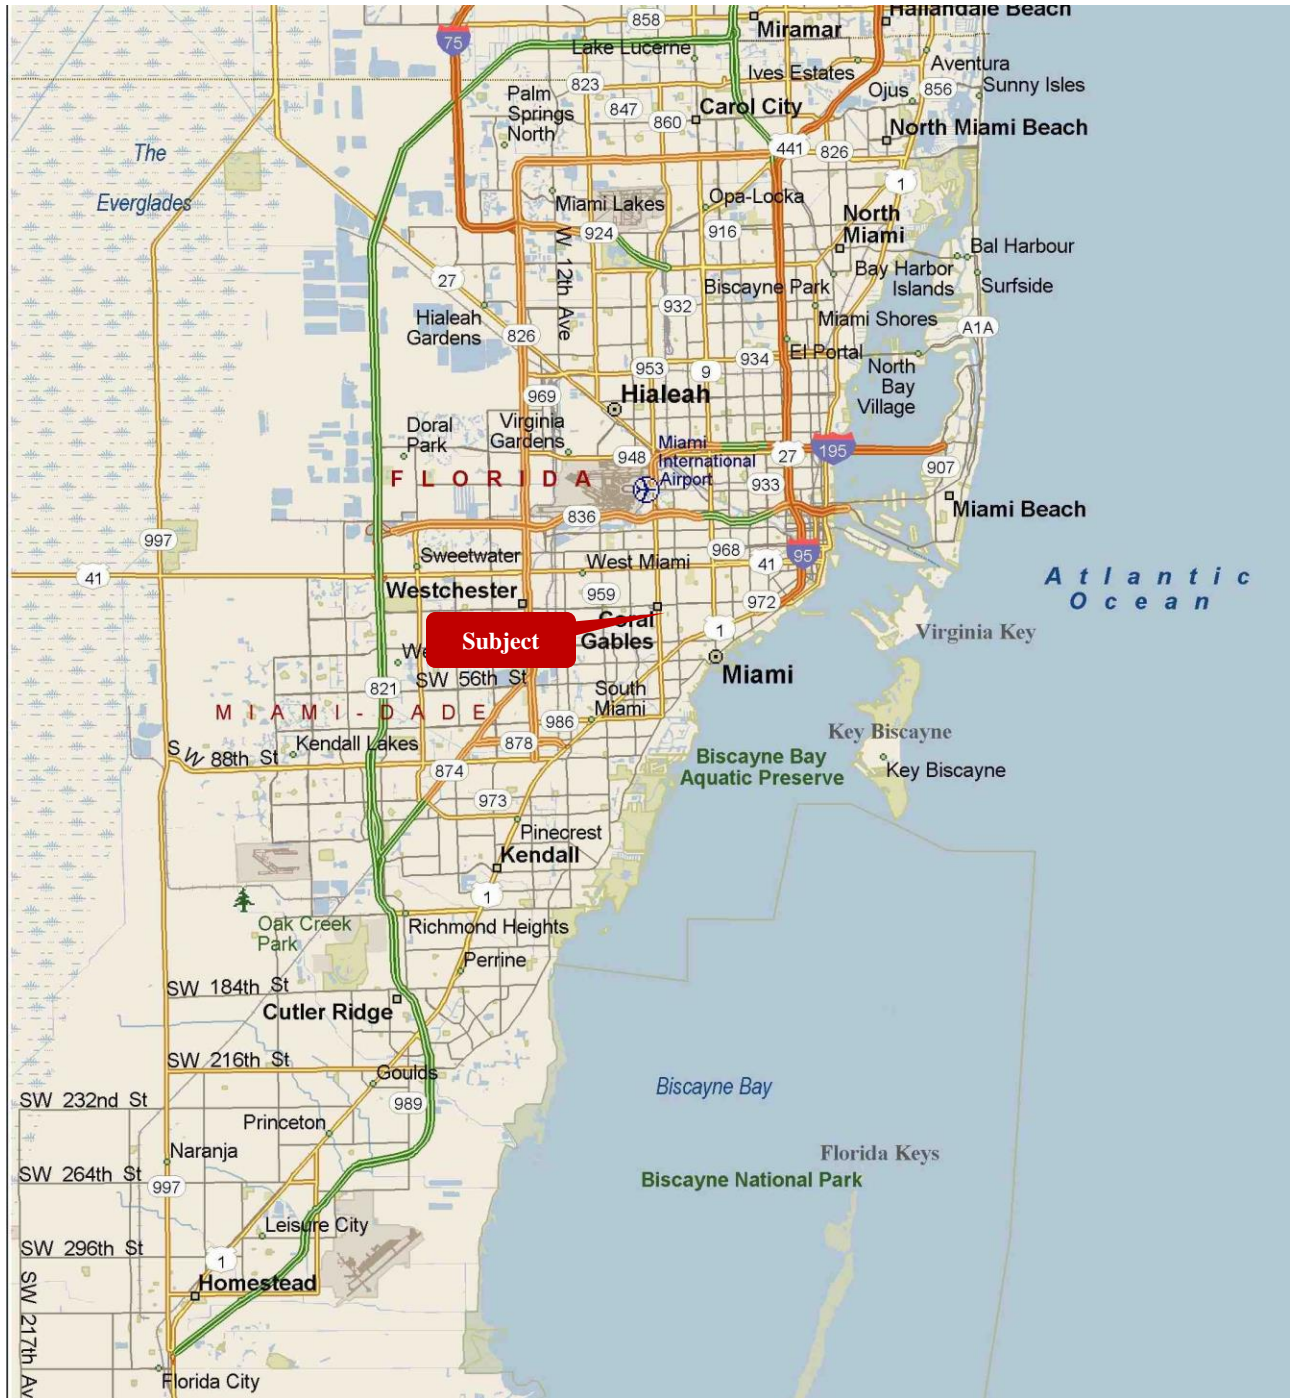 858
Hallandale Beach
Miramar
75
Lake Lucerne
Ives Estates
Aventura
823
Ojus
856
Sunny Isles
Palm
Springs
North
847
860
Carol City
North Miami Beach
The
Everglades
441
826
1
Miami Lakes
Opa-Locka
North
Miami
924
916
W 12th Ave
Bal Harbour
Bay Harbor
Islands
27
Biscayne Park
Surfside
932
Hialeah
Gardens
826
Miami Shores
A1A
953
9
934
El Portal
North
Bay
Village
969
Hialeah
Doral
Park
Virginia
Gardens
948
Miami
International
Airport
27
195
907
FLORIDA
933
Miami Beach
836
997
Sweetwater
West Miami
968
41
95
41
Atlantic
Ocean
Westchester
959
972
Coral
Gables
Subject
1
Virginia Key
We
SW 56th St
Miami
821
South
Miami
MIAMI-DADE
986
Key Biscayne
SW 88th St
Kendall Lakes
878
Biscayne Bay
Aquatic Preserve
874
Key Biscayne
973
Pinecrest
Kendall
1
Oak Creek
Park
Richmond Heights
Perrine
SW 184th St
Cutler Ridge
SW 216th St
Goulds
Biscayne Bay
SW 232nd St
989
Princeton
Naranja
Florida Keys
SW 264th St
997
Biscayne National Park
Leisure City
SW 296th St
1
Homestead
SW 217th Av
Florida City